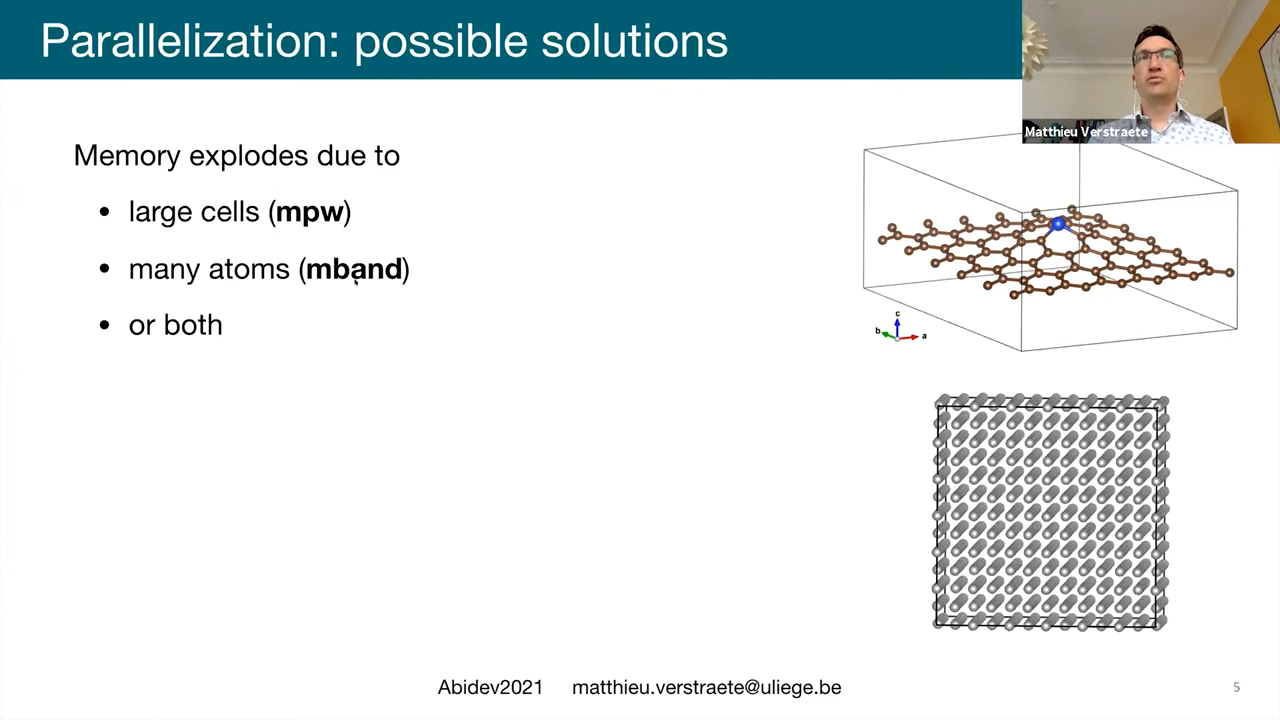 Parallelization: possible solutions
Matthieu Verstraete
Memory explodes due to
• large cells (mpw)
• many atoms (mband)
• or both
c
b
a
Abidev2021 matthieu.verstraete@uliege.be
5